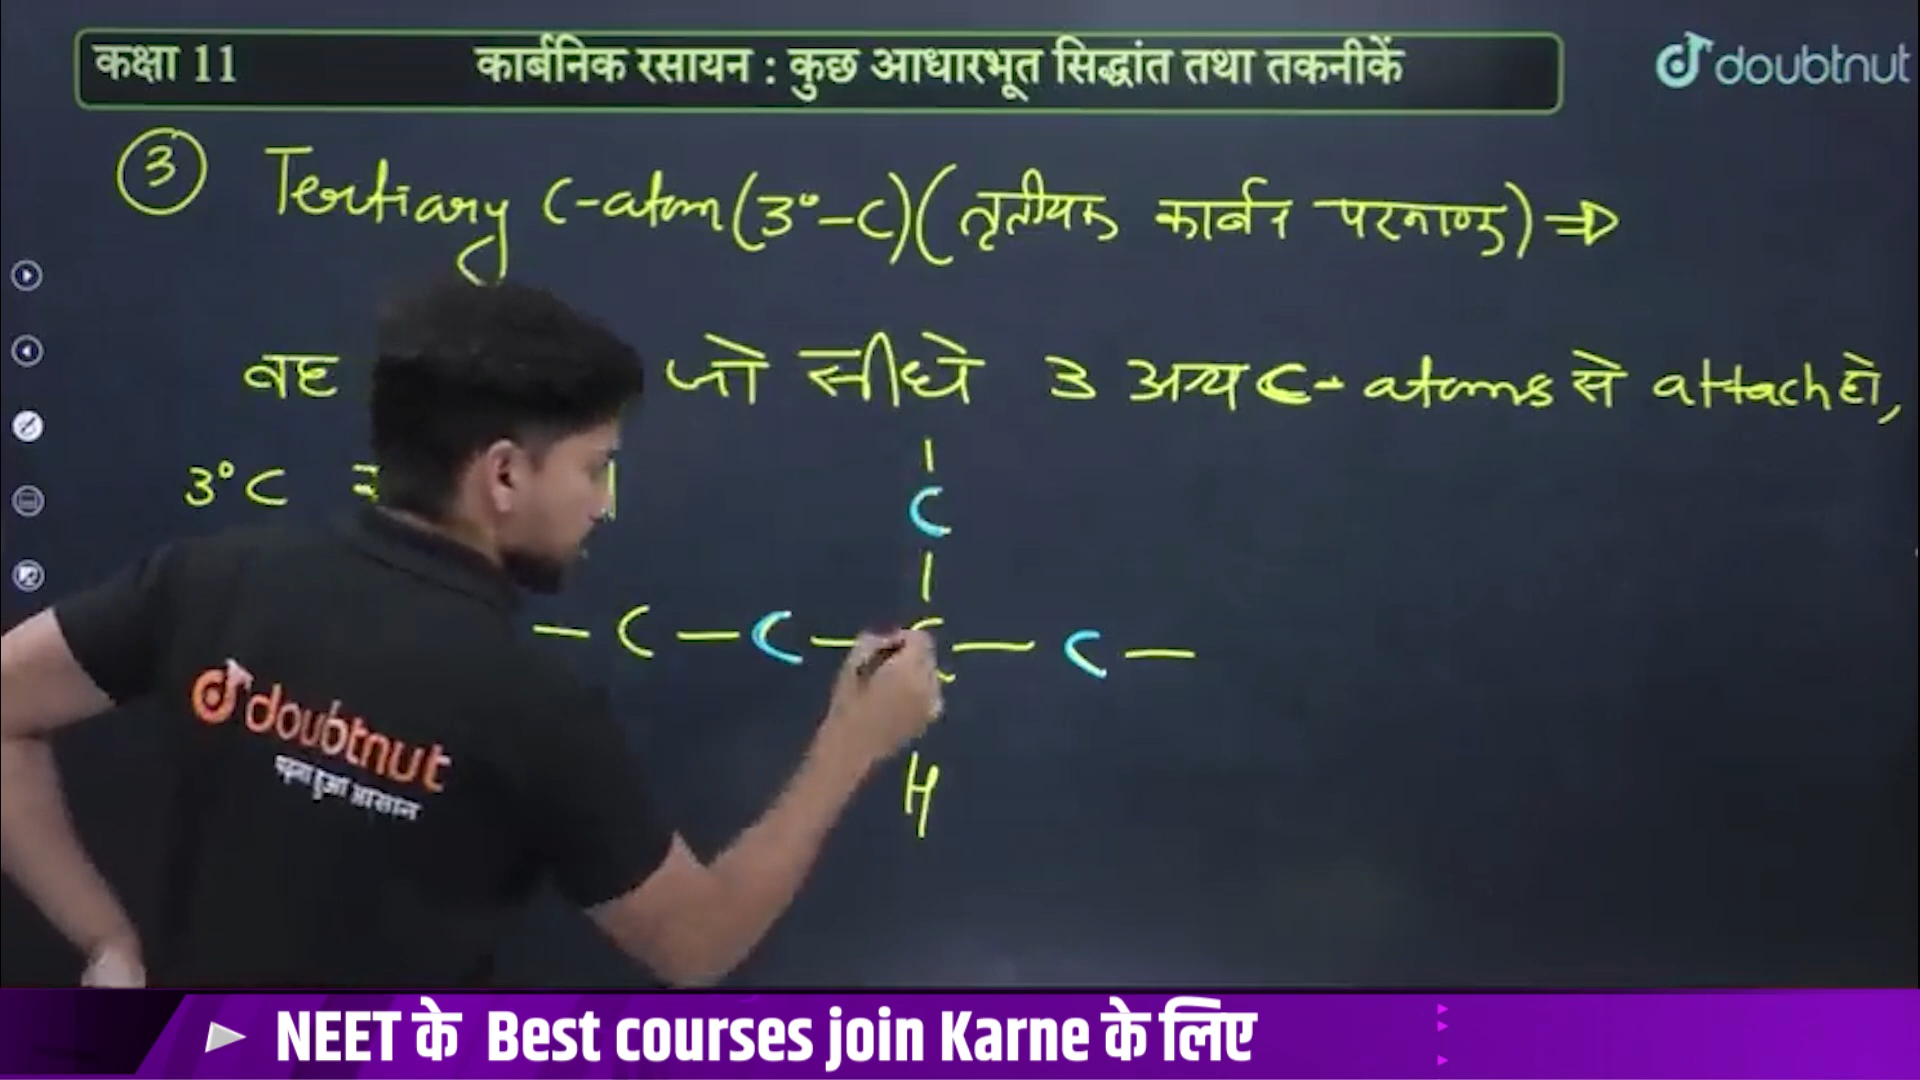 कक्षा 11 कार्बनिक रसायन : कुछ आधारभूत सिद्धांत तथा तकनीकें
doubtnut
3 Tertiary C-atom (3°-C) (तृतीयक कार्बन परमाणु) ⇒
वह जो सीधे 3 अन्य C-atoms से attach हो,
3°C
C
- C - C - C - C -
H
doubtnut
पढ़ना हुआ आसान
NEET के Best courses join Karne के लिए